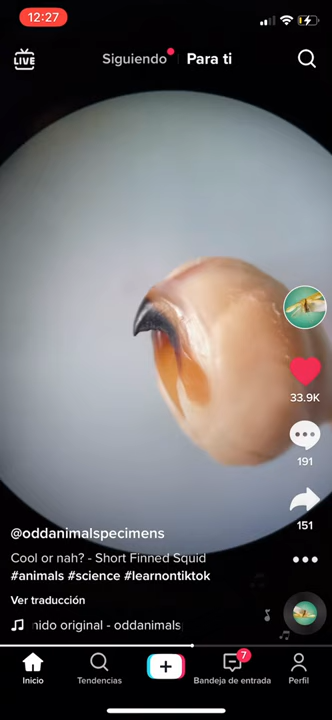 12:27
LIVE
Siguiendo
Para ti
33.9K
191
151
@oddanimalspecimens
Cool or nah? - Short Finned Squid
#animals #science #learnontiktok
Ver traducción
nido original - oddanimals
7
Inicio
Tendencias
Bandeja de entrada
Perfil